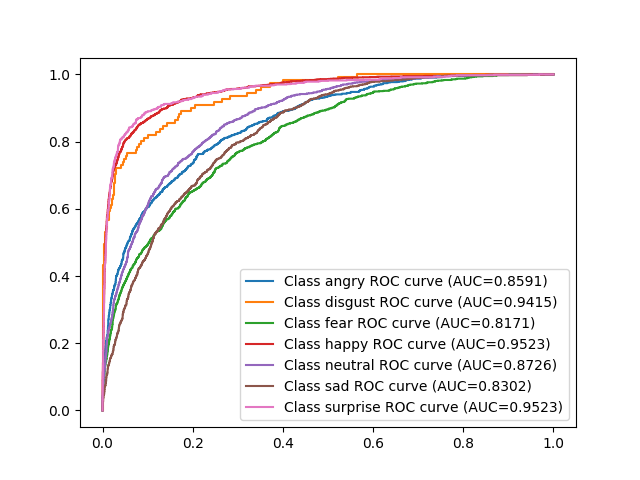 1.0
0.8
0.6
0.4
0.2
0.0
Class angry ROC curve (AUC=0.8591)
Class disgust ROC curve (AUC=0.9415)
Class fear ROC curve (AUC=0.8171)
Class happy ROC curve (AUC=0.9523)
Class neutral ROC curve (AUC=0.8726)
Class sad ROC curve (AUC=0.8302)
Class surprise ROC curve (AUC=0.9523)
0.0 0.2 0.4 0.6 0.8 1.0